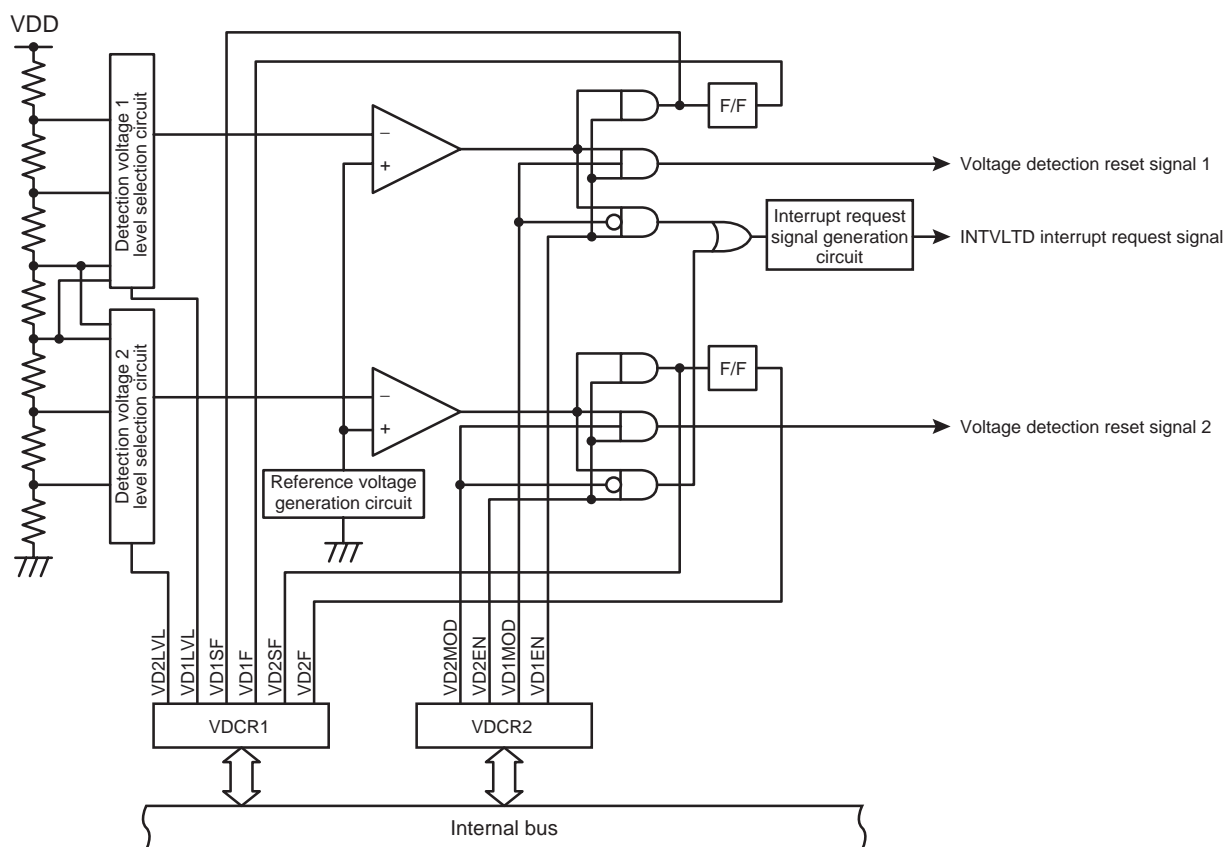 VDD
Detection voltage 1
level selection circuit
−
+
F/F
Voltage detection reset signal 1
Interrupt request
signal generation
circuit
INTVLTD interrupt request signal
Detection voltage 2
level selection circuit
−
+
F/F
Voltage detection reset signal 2
Reference voltage
generation circuit
VD2LVL
VD1LVL
VD1SF
VD1F
VD2SF
VD2F
VD2MOD
VD2EN
VD1MOD
VD1EN
VDCR1
VDCR2
Internal bus